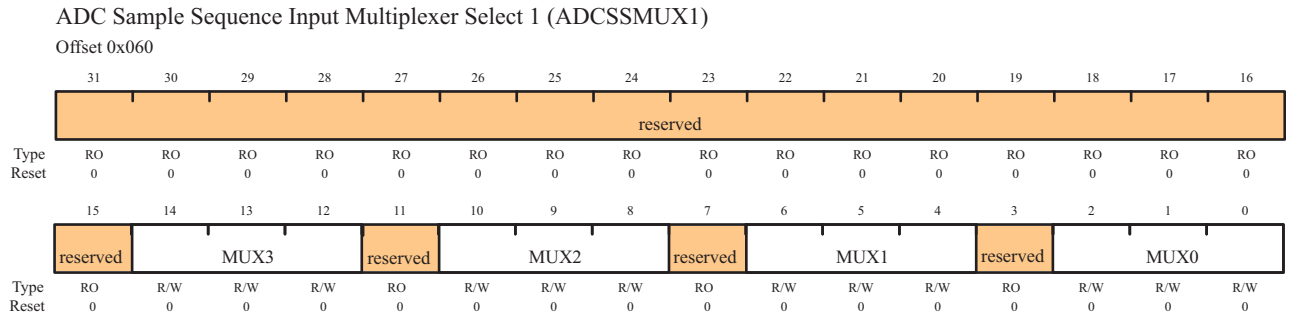 ADC Sample Sequence Input Multiplexer Select 1 (ADCSSMUX1)
Offset 0x060
31 30 29 28 27 26 25 24 23 22 21 20 19 18 17 16
reserved
Type RO RO RO RO RO RO RO RO RO RO RO RO RO RO RO RO
Reset 0 0 0 0 0 0 0 0 0 0 0 0 0 0 0 0
15 14 13 12 11 10 9 8 7 6 5 4 3 2 1 0
reserved MUX3 reserved MUX2 reserved MUX1 reserved MUX0
Type RO R/W R/W R/W RO R/W R/W R/W RO R/W R/W R/W RO R/W R/W R/W
Reset 0 0 0 0 0 0 0 0 0 0 0 0 0 0 0 0